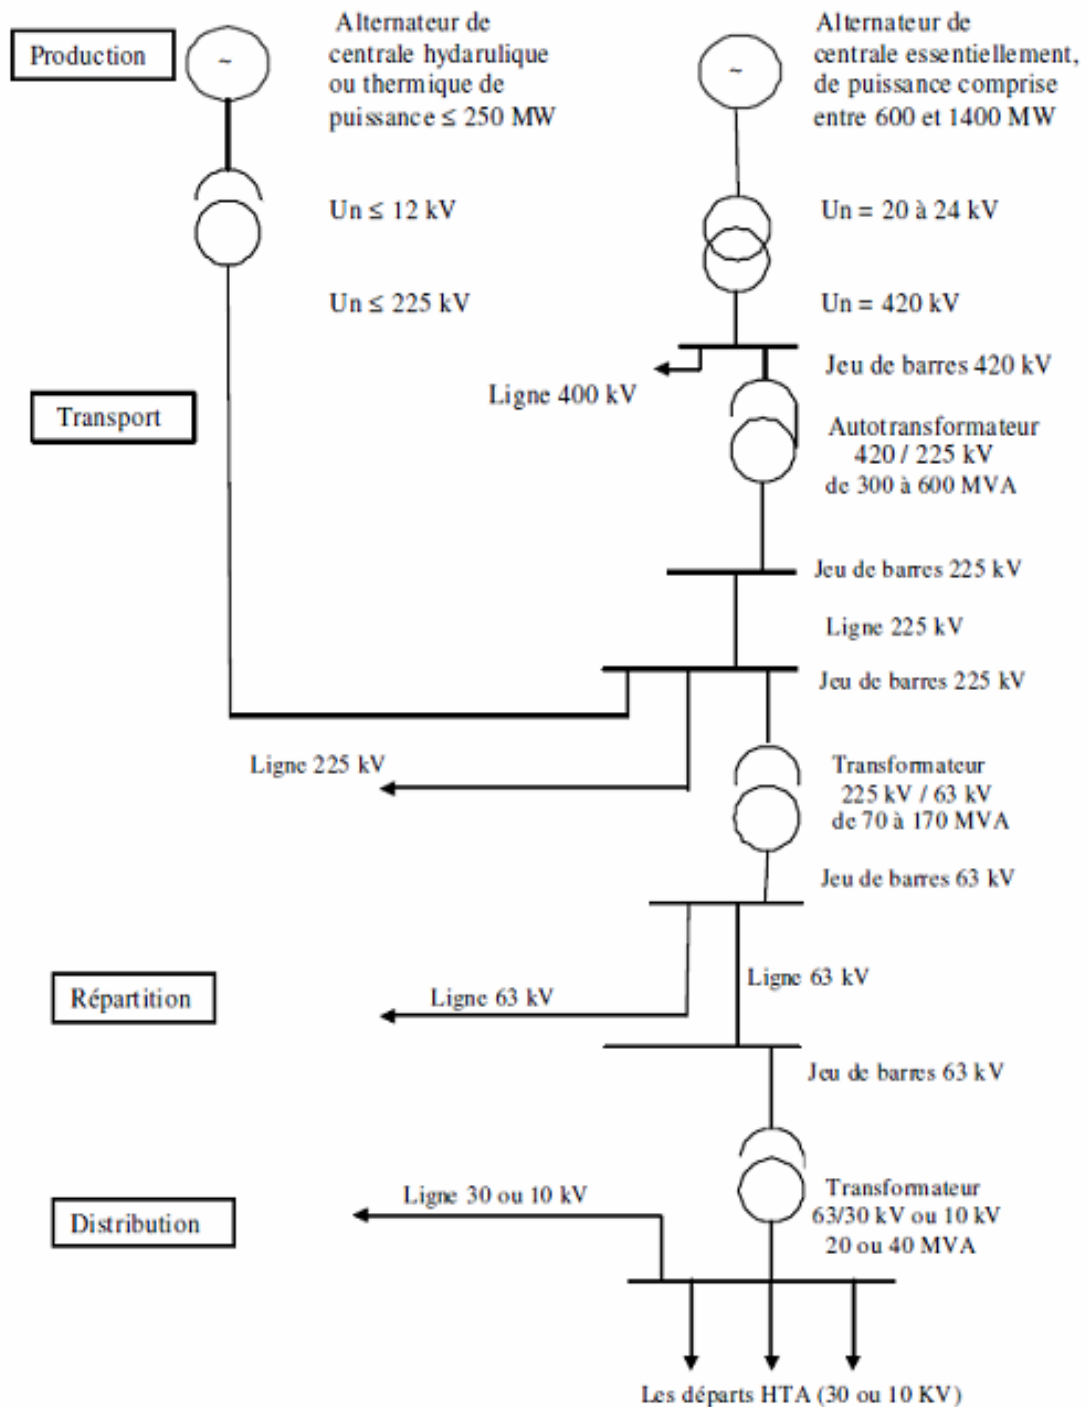 Production
~
Alternateur de
centrale hydarulique
ou thermique de
puissance ≤ 250 MW
~
Alternateur de
centrale essentiellement,
de puissance comprise
entre 600 et 1400 MW
Un ≤ 12 kV
Un = 20 à 24 kV
Un ≤ 225 kV
Un = 420 kV
Jeu de barres 420 kV
Ligne 400 kV
Transport
Autotransformateur
420 / 225 kV
de 300 à 600 MVA
Jeu de barres 225 kV
Ligne 225 kV
Jeu de barres 225 kV
Ligne 225 kV
Transformateur
225 kV / 63 kV
de 70 à 170 MVA
Jeu de barres 63 kV
Répartition
Ligne 63 kV
Ligne 63 kV
Jeu de barres 63 kV
Distribution
Ligne 30 ou 10 kV
Transformateur
63/30 kV ou 10 kV
20 ou 40 MVA
Les départs HTA (30 ou 10 KV)